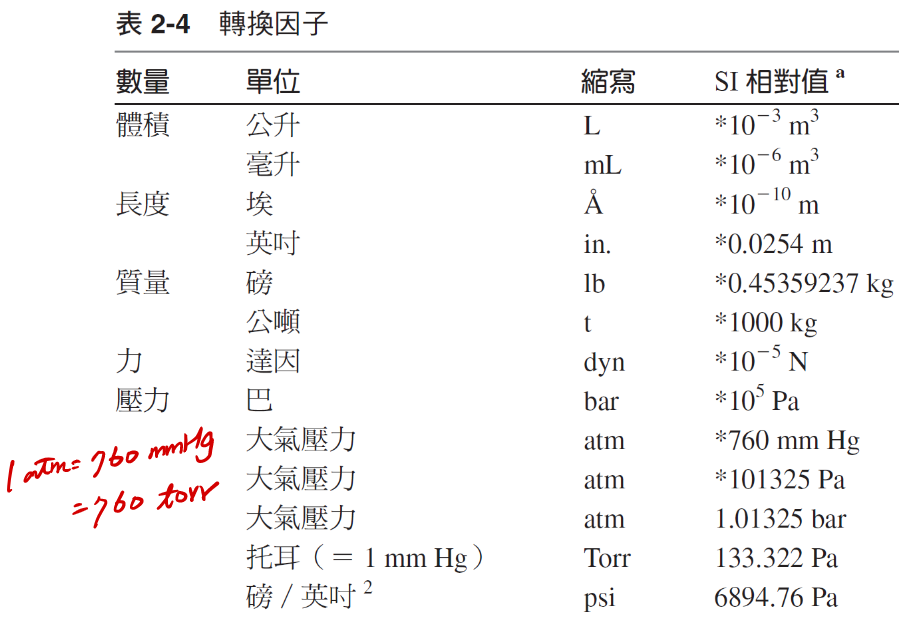 表 2-4 轉換因子
數量 單位 縮寫 SI 相對值 ᵃ
體積 公升 L *10⁻³ m³
毫升 mL *10⁻⁶ m³
長度 埃 Å *10⁻¹⁰ m
英吋 in. *0.0254 m
質量 磅 lb *0.45359237 kg
公噸 t *1000 kg
力 達因 dyn *10⁻⁵ N
壓力 巴 bar *10⁵ Pa
大氣壓力 atm *760 mm Hg
1 atm = 760 mmHg
大氣壓力 atm *101325 Pa
= 760 torr
大氣壓力 atm 1.01325 bar
托耳（= 1 mm Hg） Torr 133.322 Pa
磅 / 英吋² psi 6894.76 Pa